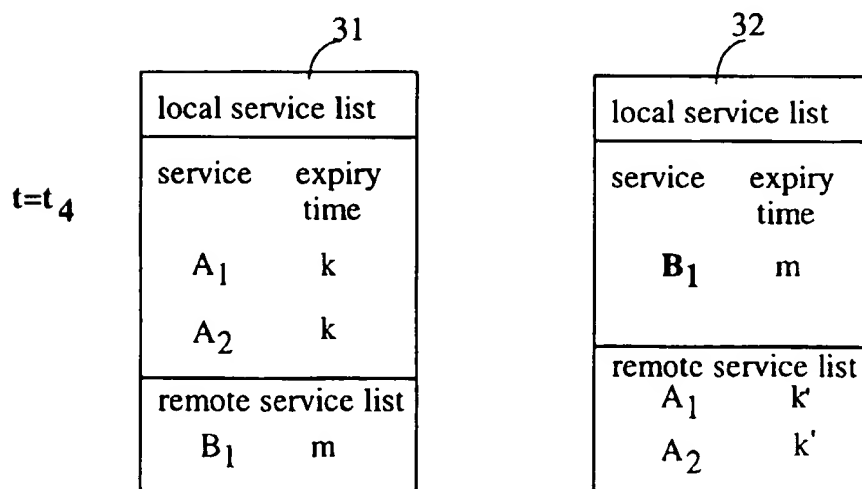 31
local service list
service expiry
time
A1 k
A2 k
remote service list
B1 m
t=t4
32
local service list
service expiry
time
B1 m
remote service list
A1 k'
A2 k'